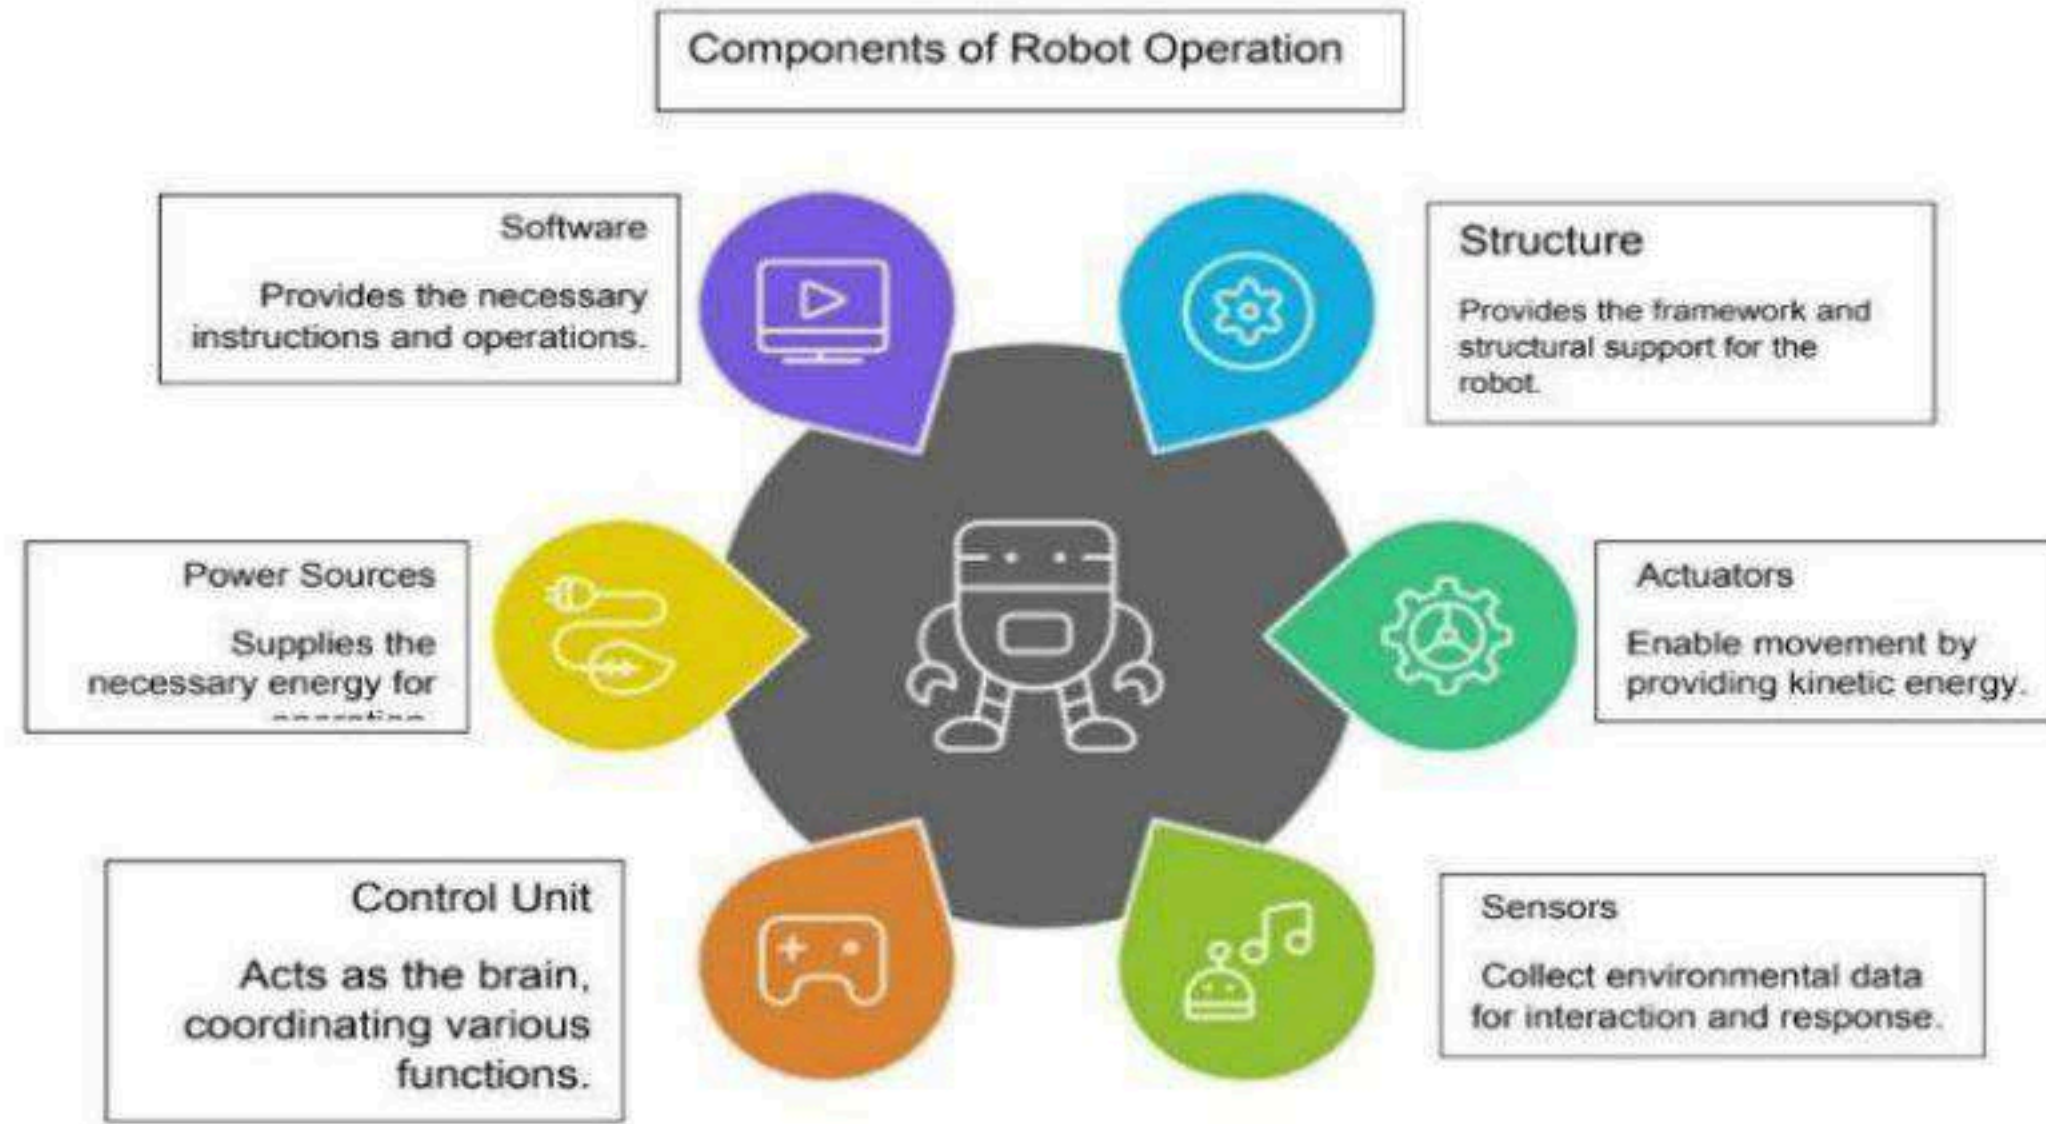 Components of Robot Operation
Software
Provides the necessary
instructions and operations.
Structure
Provides the framework and
structural support for the
robot.
Power Sources
Supplies the
necessary energy for
Actuators
Enable movement by
providing kinetic energy.
Control Unit
Acts as the brain,
coordinating various
functions.
Sensors
Collect environmental data
for interaction and response.